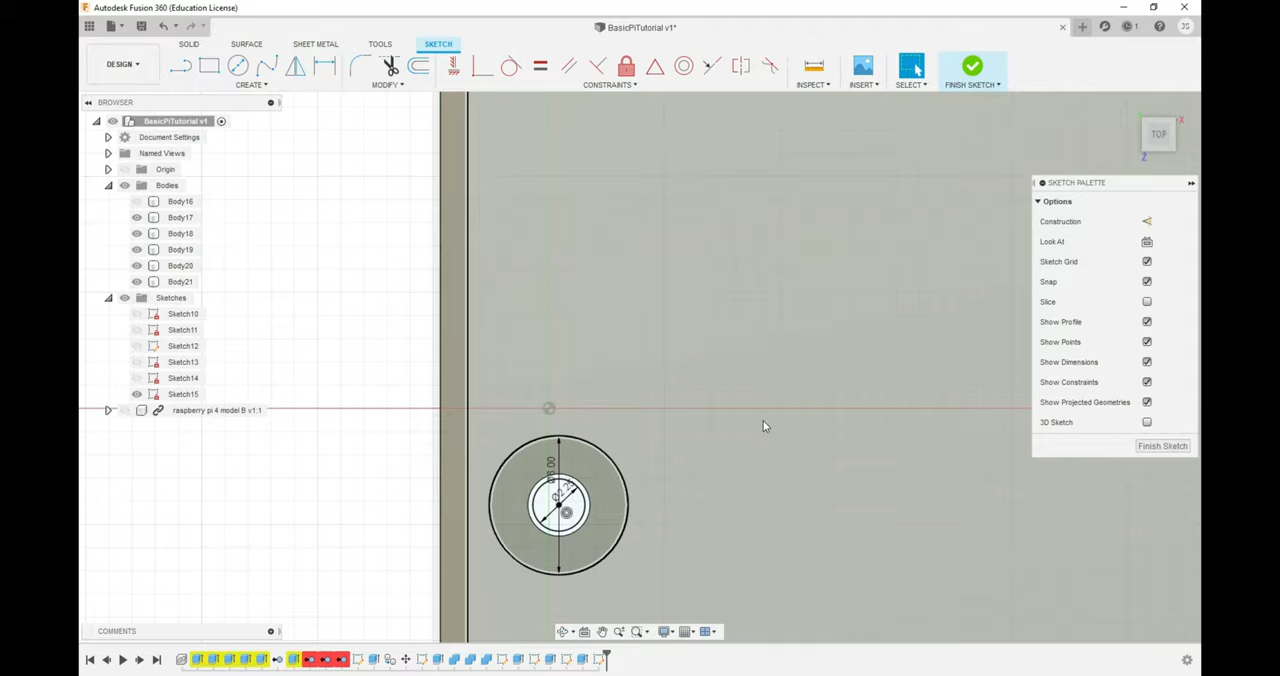 Autodesk Fusion 360 (Education License)
BasicPiTutorial v1*
1
JS
DESIGN
SOLID SURFACE SHEET METAL TOOLS SKETCH
CREATE MODIFY CONSTRAINTS INSPECT INSERT SELECT FINISH SKETCH
BROWSER
BasicPiTutorial v1
Document Settings
Named Views
Origin
Bodies
Body16
Body17
Body18
Body19
Body20
Body21
Sketches
Sketch10
Sketch11
Sketch12
Sketch13
Sketch14
Sketch15
raspberry pi 4 model B v1:1
TOP
X
Z
SKETCH PALETTE
Options
Construction
Look At
Sketch Grid
Snap
Slice
Show Profile
Show Points
Show Dimensions
Show Constraints
Show Projected Geometries
3D Sketch
Finish Sketch
COMMENTS